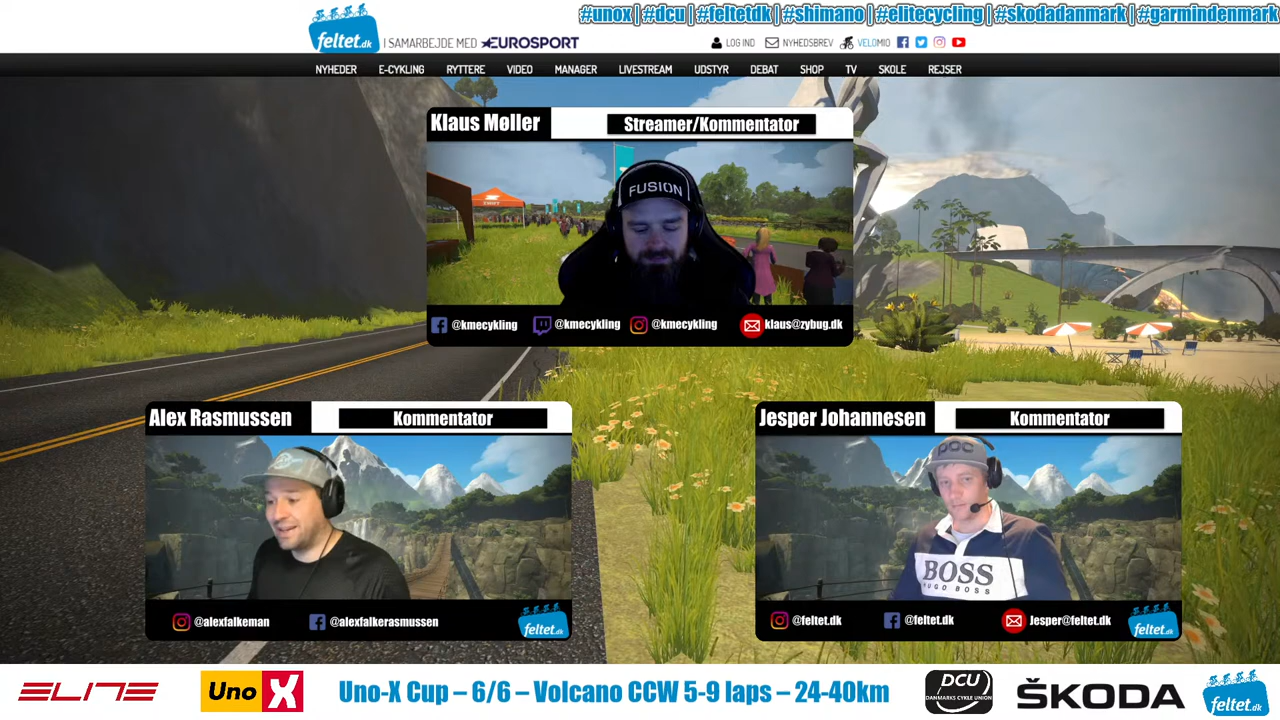 #unox | #dcu | #feltetdk | #shimano | #elitecycling | #skodadanmark | #garmindenmark
feltet.dk I SAMARBEJDE MED EUROSPORT
LOG IND NYHEDSBREV VELOMIO
NYHEDER E-CYKLING RYTTERE VIDEO MANAGER LIVESTREAM UDSTYR DEBAT SHOP TV SKOLE REJSER
Klaus Møller Streamer/Kommentator
FUSION
@kmecykling @kmecykling @kmecykling klaus@zybug.dk
Alex Rasmussen Kommentator
@alexfalkeman @alexfalkerasmussen feltet.dk
Jesper Johannesen Kommentator
poc
BOSS
HUGO BOSS
@feltet.dk @feltet.dk Jesper@feltet.dk feltet.dk
ELITE Uno X Uno-X Cup – 6/6 – Volcano CCW 5-9 laps – 24-40km DCU DANMARKS CYKLE UNION ŠKODA feltet.dk